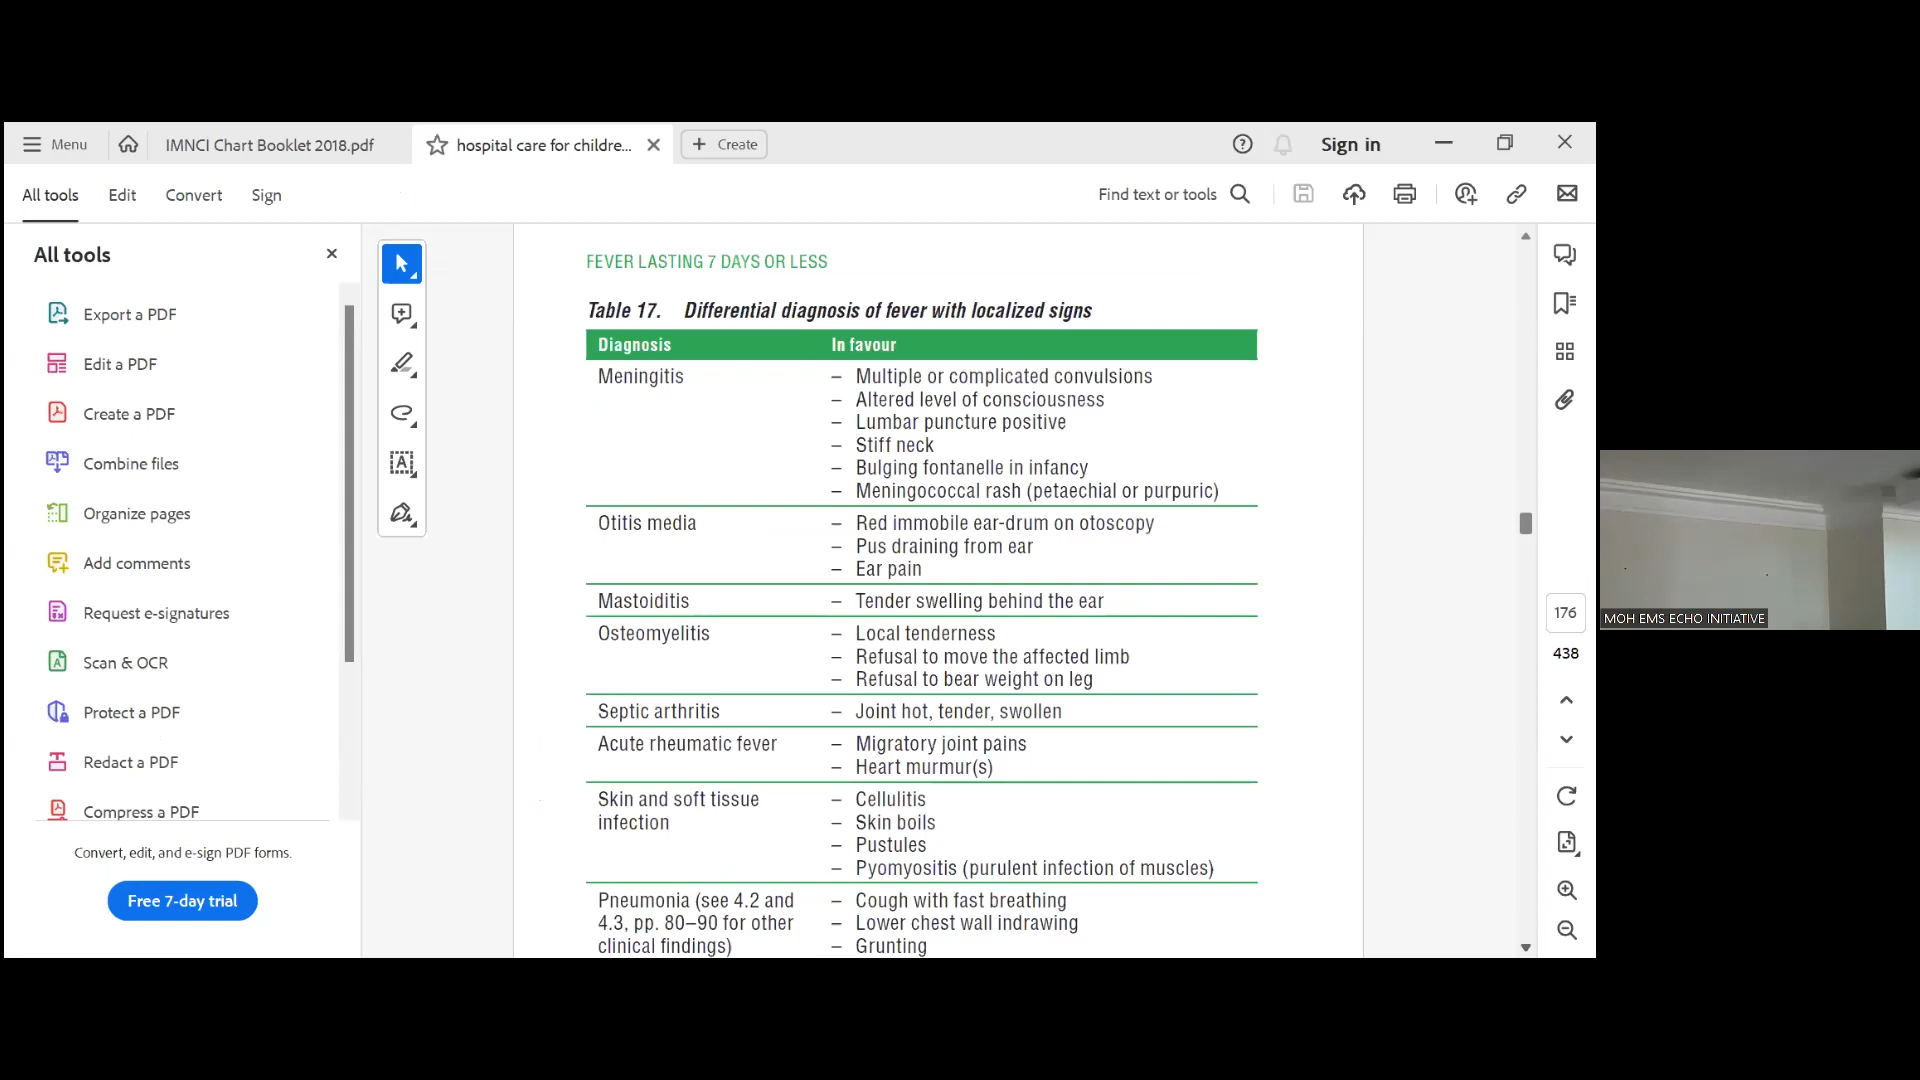 Menu
IMNCI Chart Booklet 2018.pdf
hospital care for childre...
+ Create
Sign in
All tools
Edit
Convert
Sign
Find text or tools
All tools
Export a PDF
Edit a PDF
Create a PDF
Combine files
Organize pages
Add comments
Request e-signatures
Scan & OCR
Protect a PDF
Redact a PDF
Compress a PDF
Convert, edit, and e-sign PDF forms.
Free 7-day trial
FEVER LASTING 7 DAYS OR LESS
Table 17. Differential diagnosis of fever with localized signs
Diagnosis In favour
Meningitis – Multiple or complicated convulsions
– Altered level of consciousness
– Lumbar puncture positive
– Stiff neck
– Bulging fontanelle in infancy
– Meningococcal rash (petaechial or purpuric)
Otitis media – Red immobile ear-drum on otoscopy
– Pus draining from ear
– Ear pain
Mastoiditis – Tender swelling behind the ear
Osteomyelitis – Local tenderness
– Refusal to move the affected limb
– Refusal to bear weight on leg
Septic arthritis – Joint hot, tender, swollen
Acute rheumatic fever – Migratory joint pains
– Heart murmur(s)
Skin and soft tissue – Cellulitis
infection – Skin boils
– Pustules
– Pyomyositis (purulent infection of muscles)
Pneumonia (see 4.2 and – Cough with fast breathing
4.3, pp. 80–90 for other – Lower chest wall indrawing
clinical findings) – Grunting
176
438
MOH EMS ECHO INITIATIVE